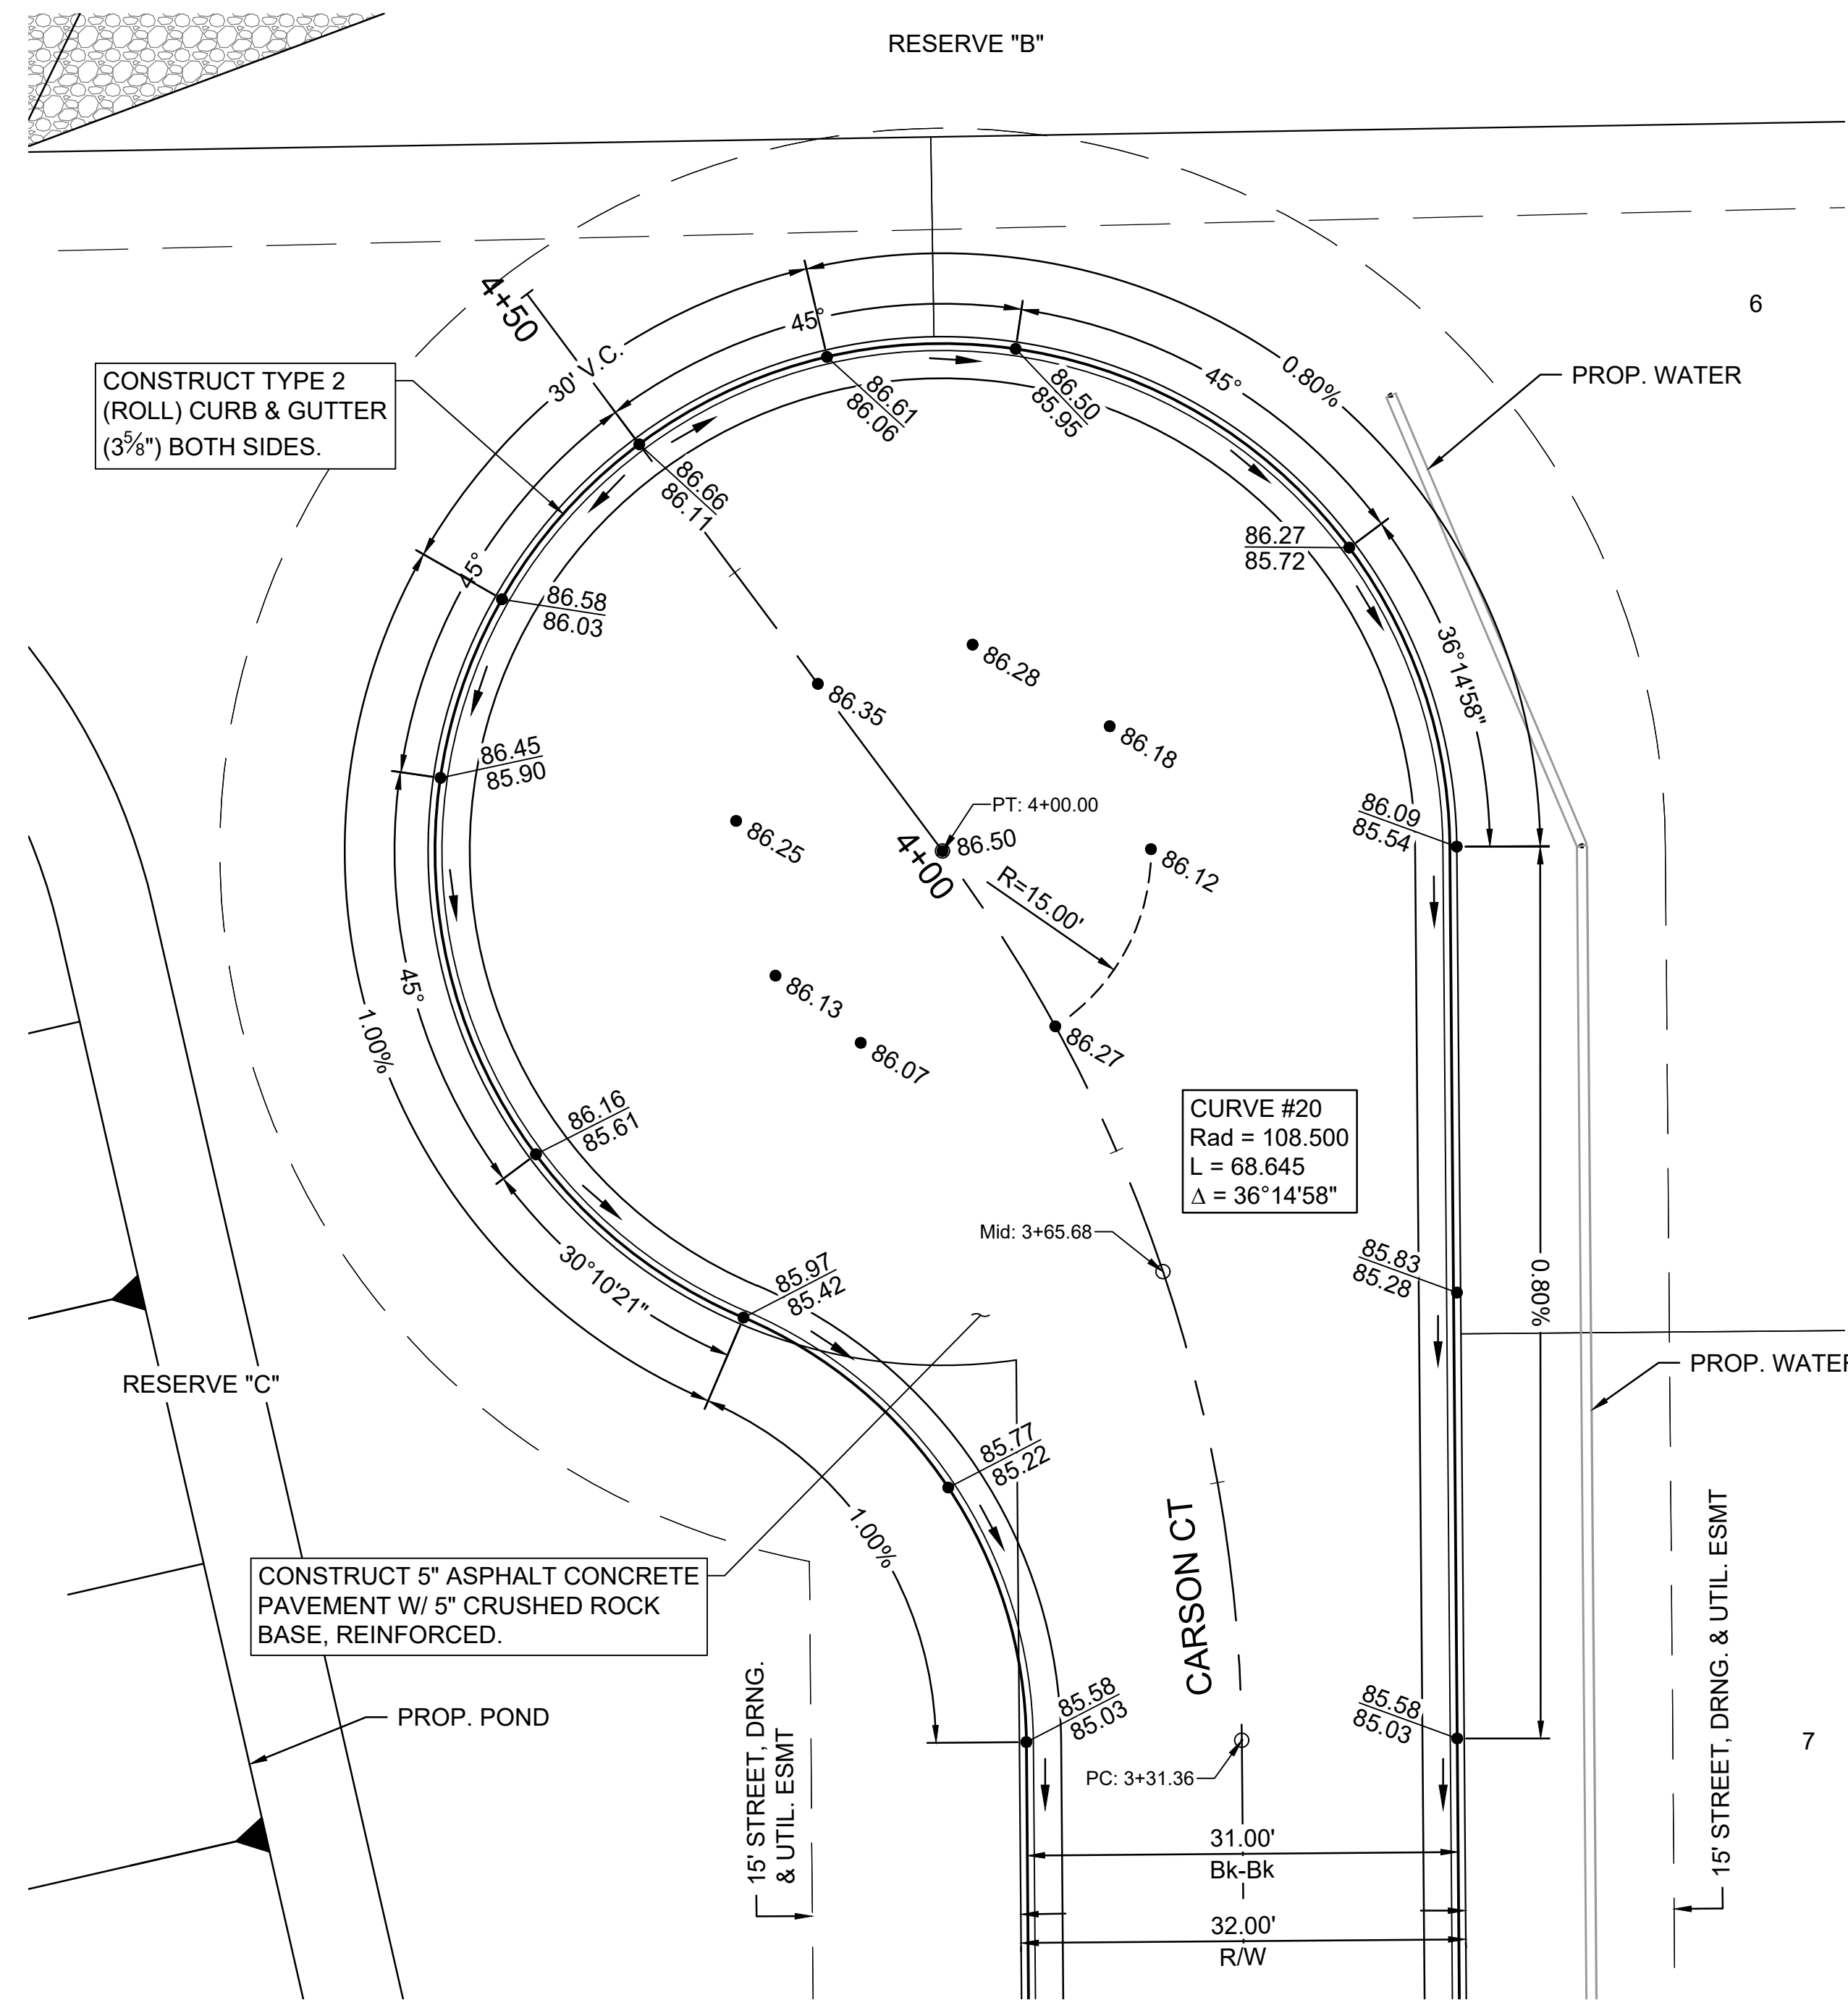 RESERVE "B"
4+50
30' V.C.
45°
0.80%
6
CONSTRUCT TYPE 2
(ROLL) CURB & GUTTER
(3⅝") BOTH SIDES.
PROP. WATER
86.61
86.06
86.50
85.95
45°
86.66
86.11
86.27
85.72
45°
86.58
86.03
36°14'58"
86.28
86.35
86.18
86.45
85.90
PT: 4+00.00
86.50
86.09
85.54
86.25
4+00
86.12
R=15.00'
45°
86.13
1.00%
86.07
86.27
86.16
85.61
CURVE #20
Rad = 108.500
L = 68.645
Δ = 36°14'58"
Mid: 3+65.68
30°10'21"
85.97
85.42
85.83
85.28
0.80%
RESERVE "C"
PROP. WATER
85.77
85.22
1.00%
CARSON CT
CONSTRUCT 5" ASPHALT CONCRETE
PAVEMENT W/ 5" CRUSHED ROCK
BASE, REINFORCED.
15' STREET, DRNG.
& UTIL. ESMT
15' STREET, DRNG. & UTIL. ESMT
PROP. POND
85.58
85.03
85.58
85.03
7
PC: 3+31.36
31.00'
Bk-Bk
32.00'
R/W